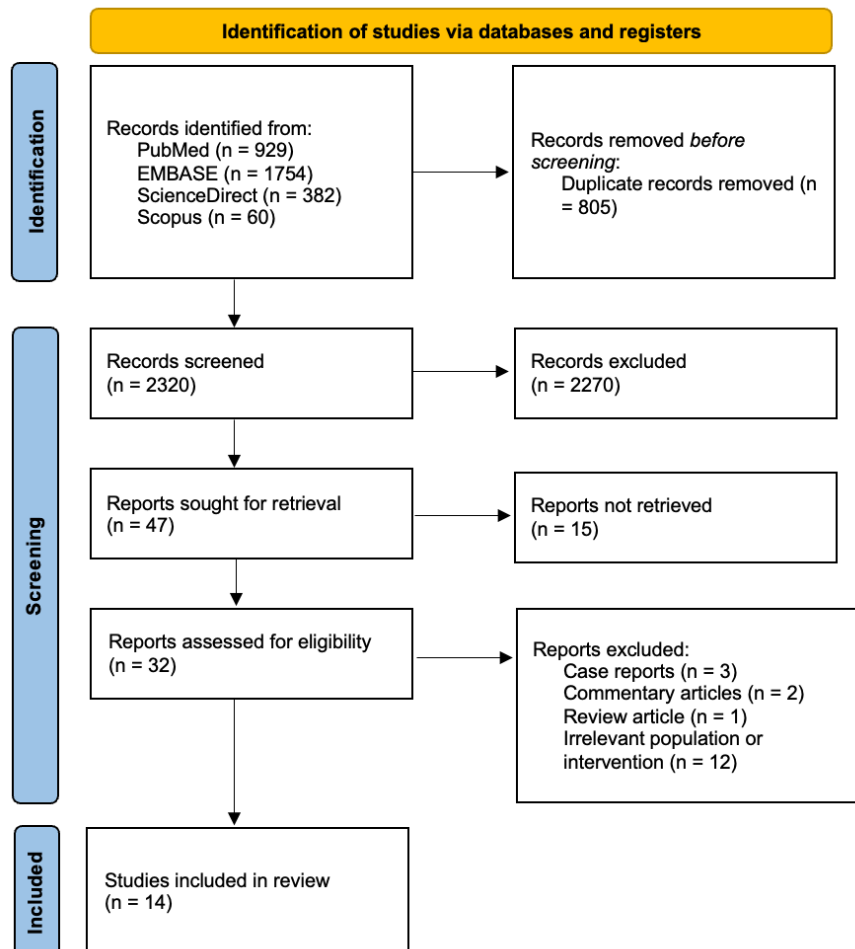 Identification of studies via databases and registers
Identification
Records identified from:
PubMed (n = 929)
EMBASE (n = 1754)
ScienceDirect (n = 382)
Scopus (n = 60)
Records removed before
screening:
Duplicate records removed (n
= 805)
Screening
Records screened
(n = 2320)
Records excluded
(n = 2270)
Reports sought for retrieval
(n = 47)
Reports not retrieved
(n = 15)
Reports assessed for eligibility
(n = 32)
Reports excluded:
Case reports (n = 3)
Commentary articles (n = 2)
Review article (n = 1)
Irrelevant population or
intervention (n = 12)
Included
Studies included in review
(n = 14)